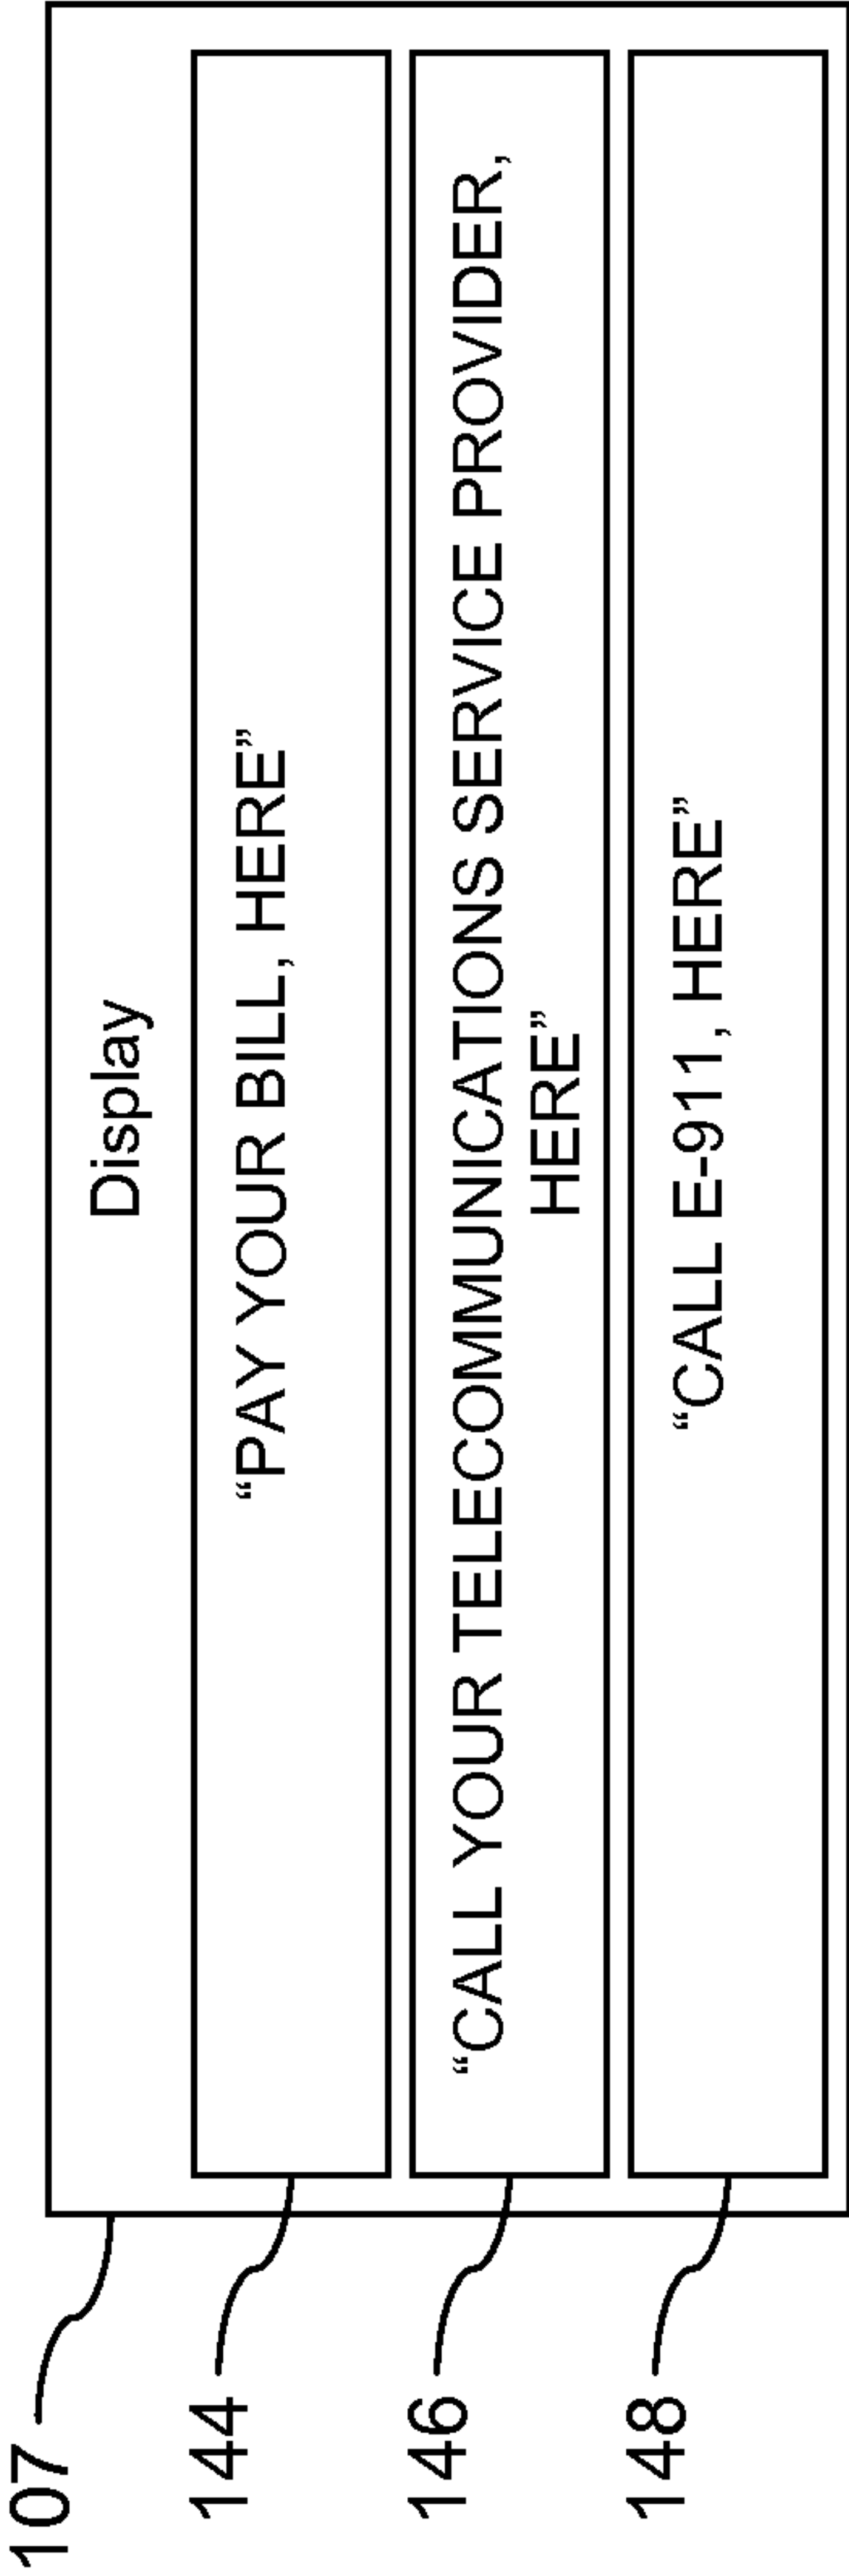 107
Display
144
“PAY YOUR BILL, HERE”
146
“CALL YOUR TELECOMMUNICATIONS SERVICE PROVIDER,
HERE”
148
“CALL E-911, HERE”